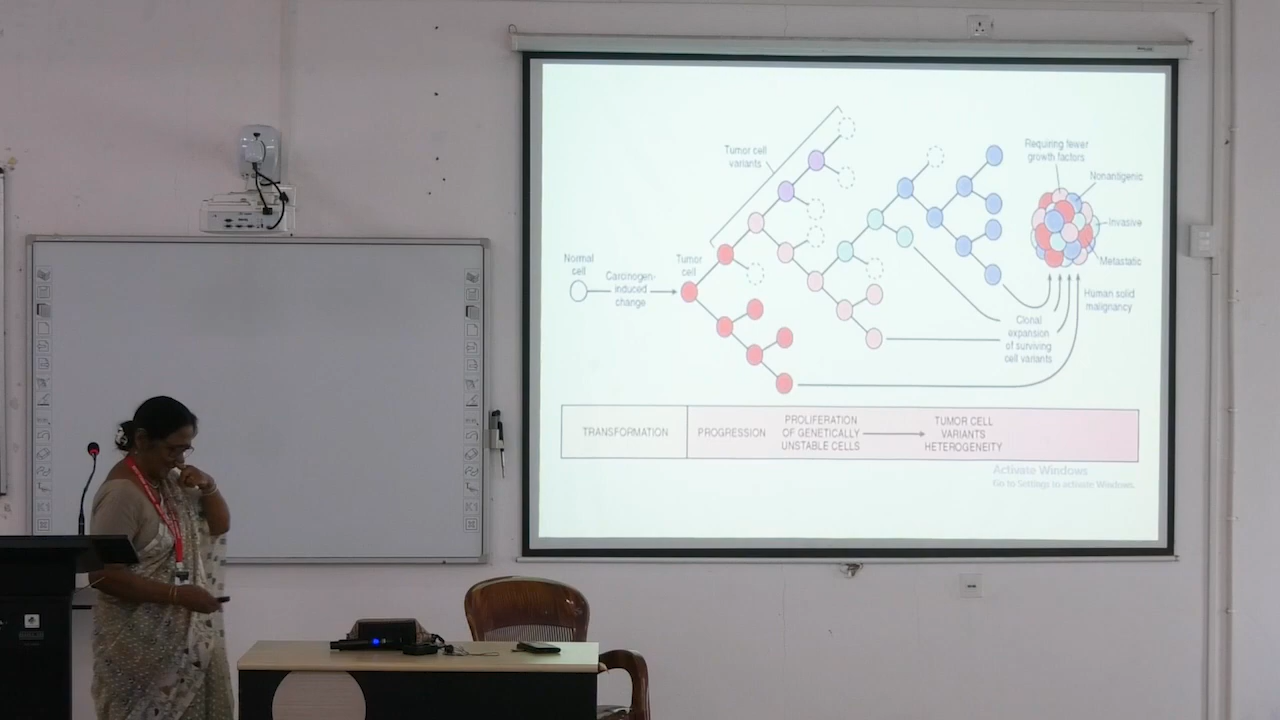 Tumor cell
variants
Requiring fewer
growth factors
Nonantigenic
Invasive
Metastatic
Human solid
malignancy
Normal
cell
Carcinogen-
induced
change
Tumor
cell
Clonal
expansion
of surviving
cell variants
TRANSFORMATION
PROGRESSION
PROLIFERATION
OF GENETICALLY
UNSTABLE CELLS
TUMOR CELL
VARIANTS
HETEROGENEITY
Activate Windows
Go to Settings to activate Windows.